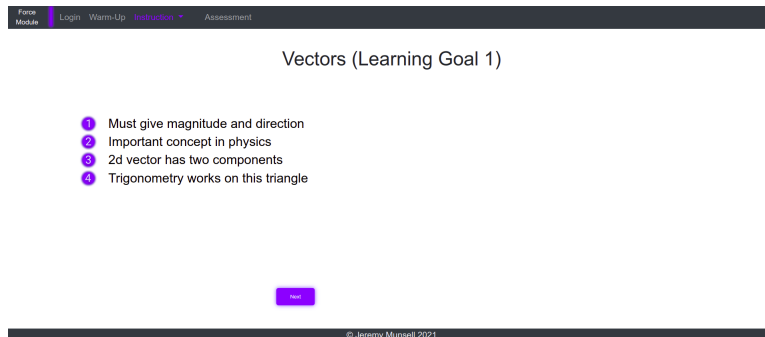 Force
Module
Login Warm-Up Instruction Assessment
Vectors (Learning Goal 1)
1 Must give magnitude and direction
2 Important concept in physics
3 2d vector has two components
4 Trigonometry works on this triangle
Next
© Jeremy Munsell 2021